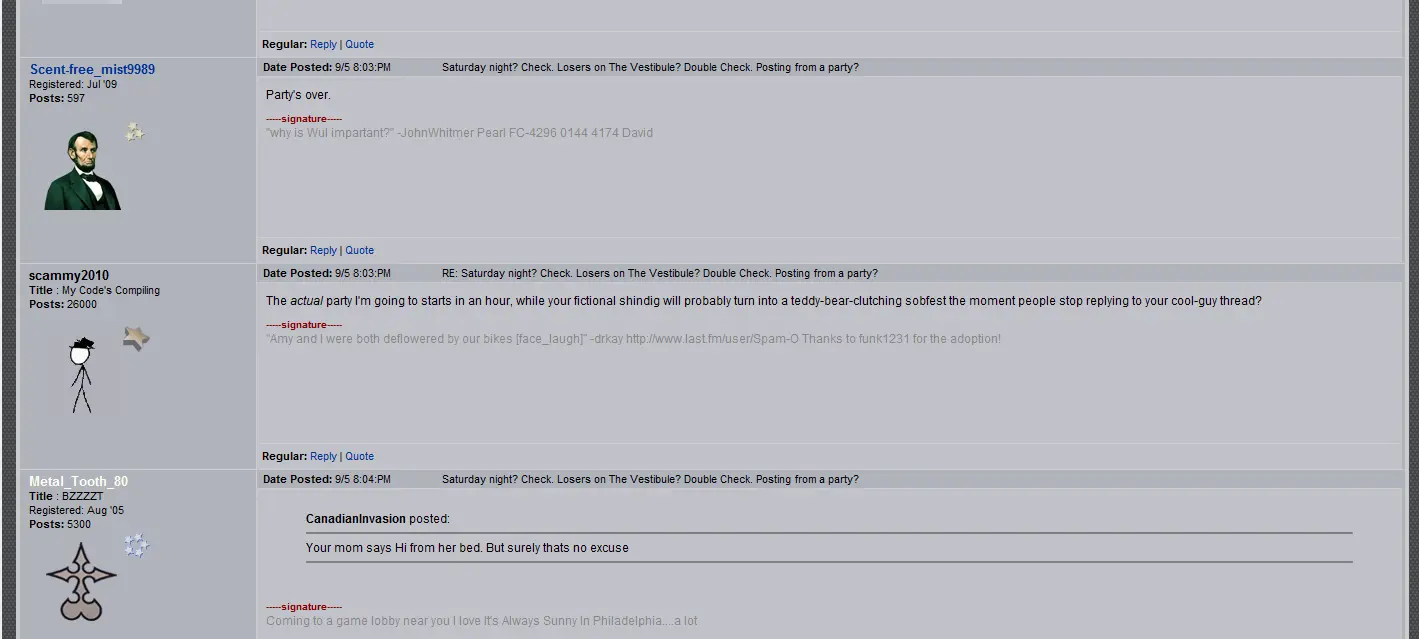 Regular: Reply | Quote
Scent-free_mist9989
Registered: Jul '09
Posts: 597
Date Posted: 9/5 8:03:PM Saturday night? Check. Losers on The Vestibule? Double Check. Posting from a party?
Party's over.
-----signature-----
"why is WuI impartant?" -JohnWhitmer Pearl FC-4296 0144 4174 David
Regular: Reply | Quote
scammy2010
Title : My Code's Compiling
Posts: 26000
Date Posted: 9/5 8:03:PM RE: Saturday night? Check. Losers on The Vestibule? Double Check. Posting from a party?
The actual party I'm going to starts in an hour, while your fictional shindig will probably turn into a teddy-bear-clutching sobfest the moment people stop replying to your cool-guy thread?
-----signature-----
"Amy and I were both deflowered by our bikes [face_laugh]" -drkay http://www.last.fm/user/Spam-O Thanks to funk1231 for the adoption!
Regular: Reply | Quote
Metal_Tooth_80
Title : BZZZZT
Registered: Aug '05
Posts: 5300
Date Posted: 9/5 8:04:PM Saturday night? Check. Losers on The Vestibule? Double Check. Posting from a party?
CanadianInvasion posted:
Your mom says Hi from her bed. But surely thats no excuse
-----signature-----
Coming to a game lobby near you I love It's Always Sunny In Philadelphia....a lot